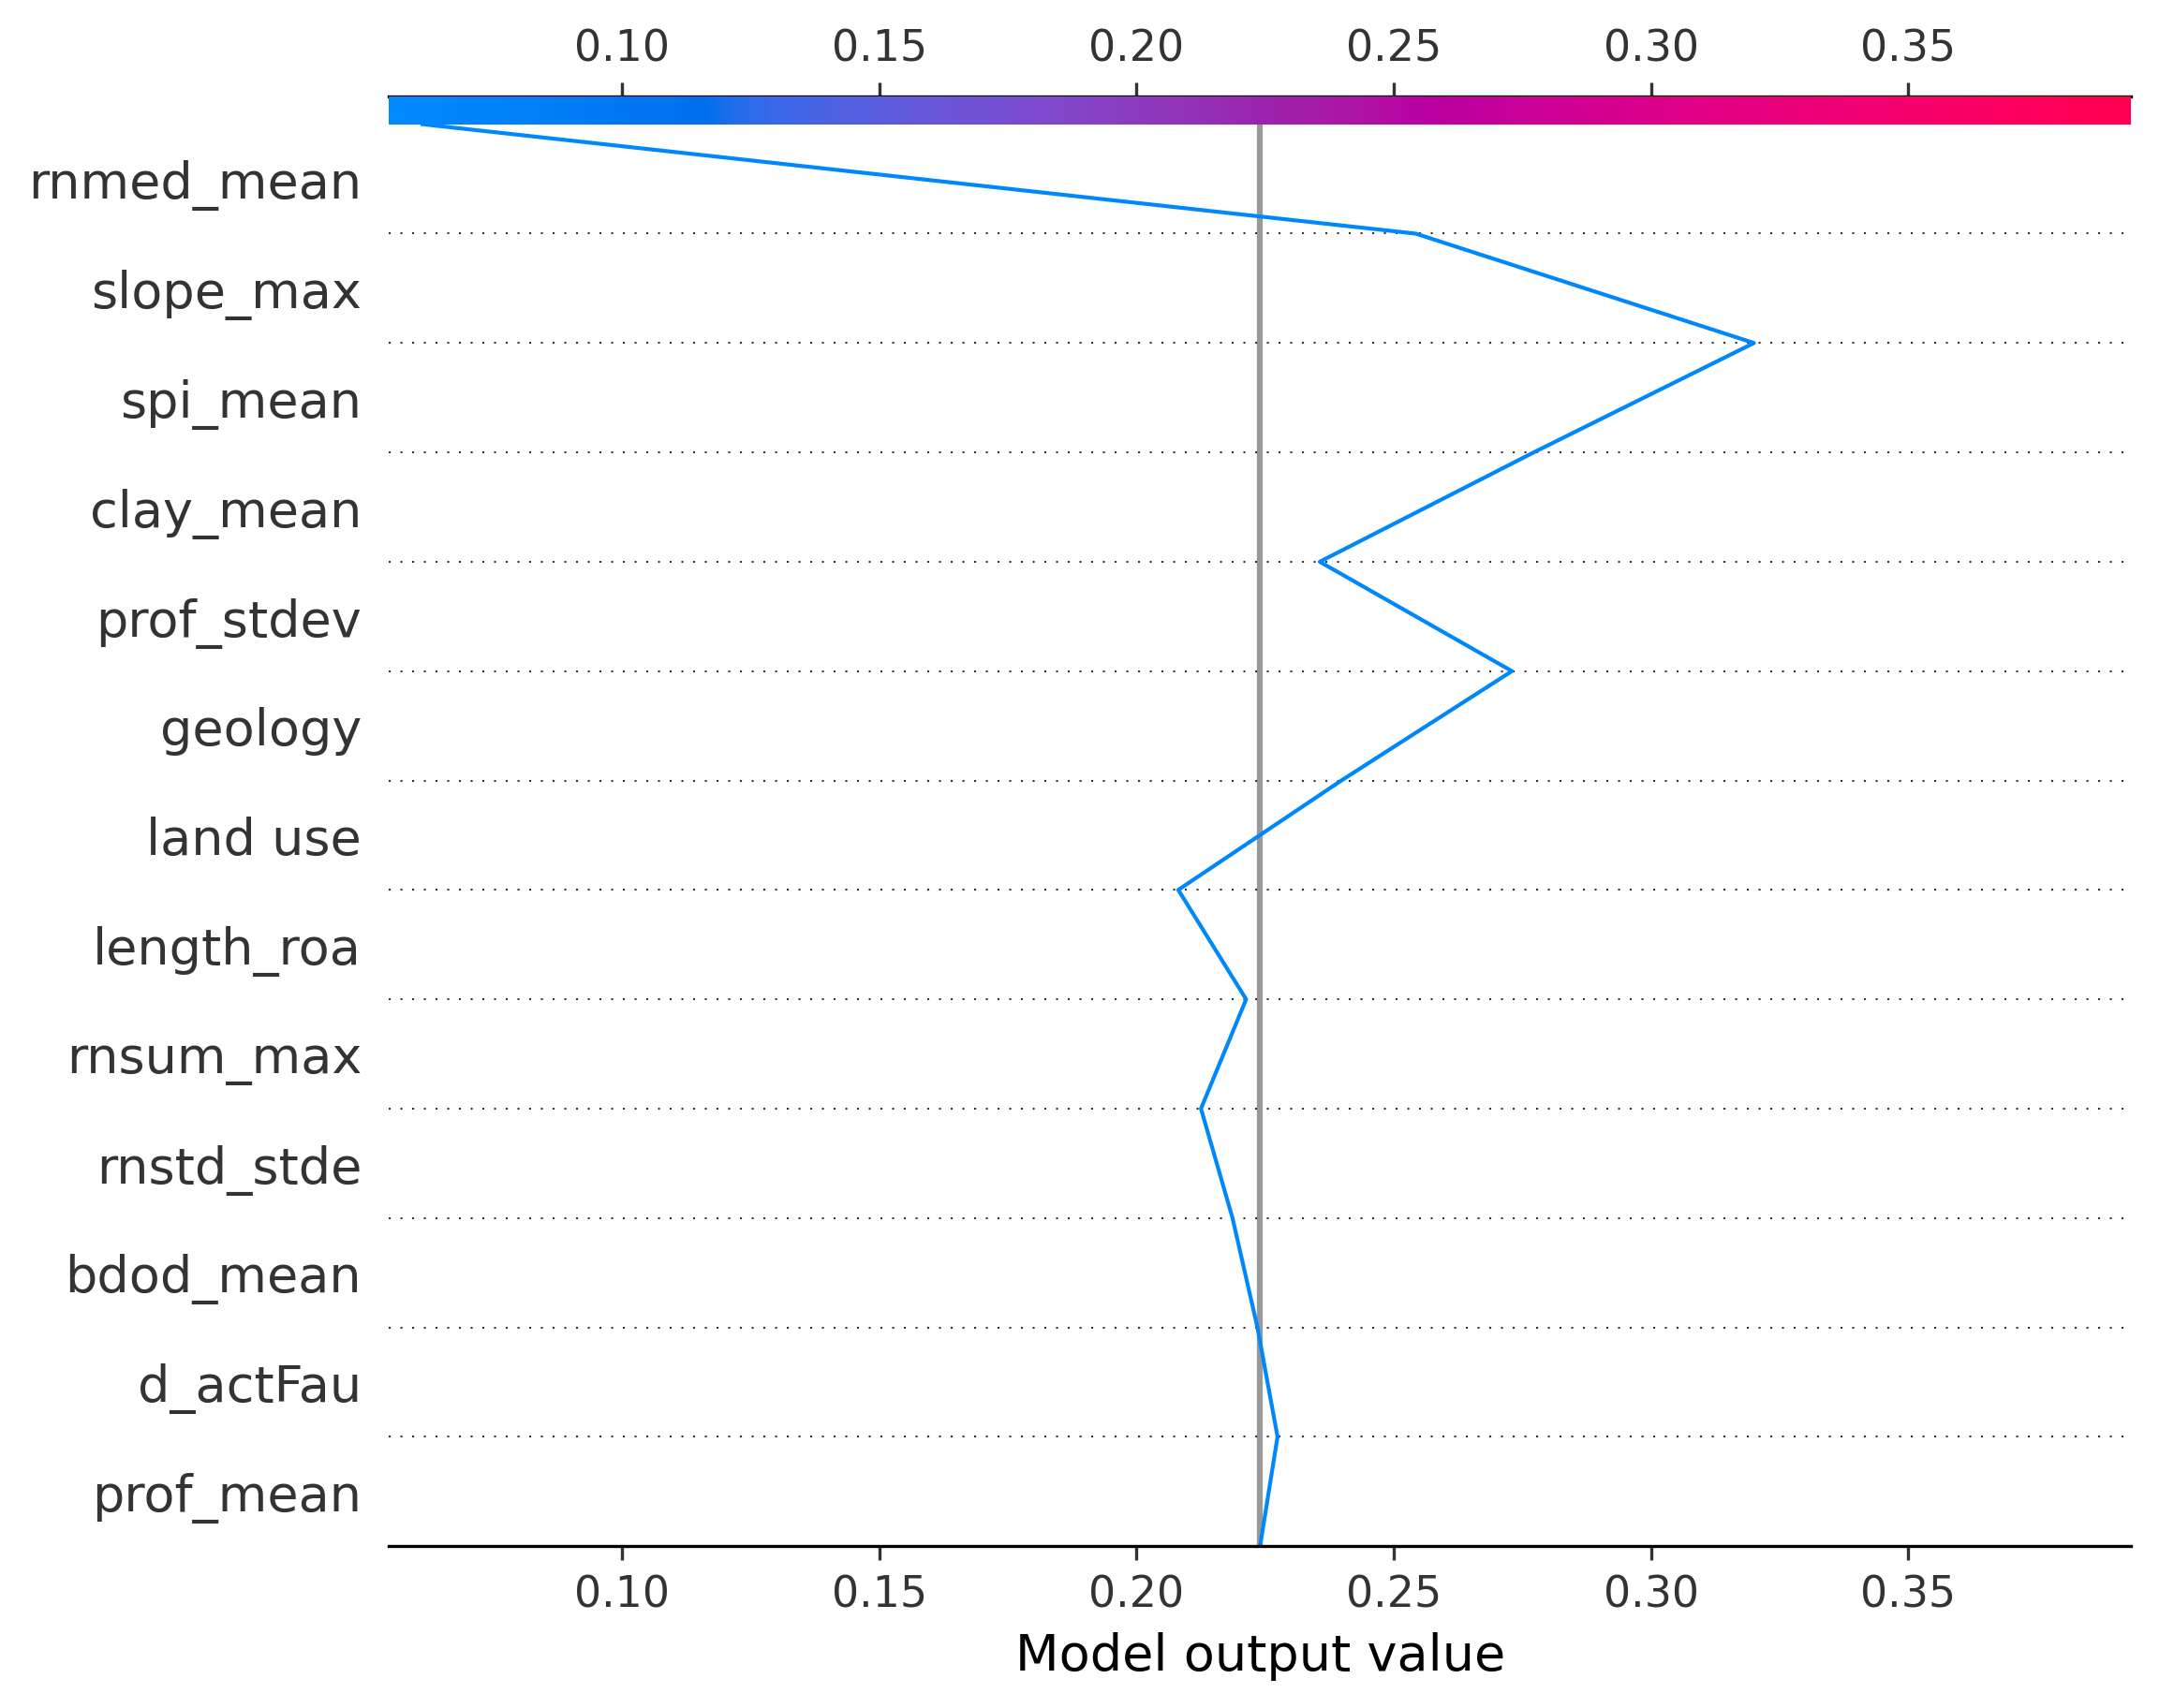 0.10 0.15 0.20 0.25 0.30 0.35
rnmed_mean
slope_max
spi_mean
clay_mean
prof_stdev
geology
land use
length_roa
rnsum_max
rnstd_stde
bdod_mean
d_actFau
prof_mean
0.10 0.15 0.20 0.25 0.30 0.35
Model output value